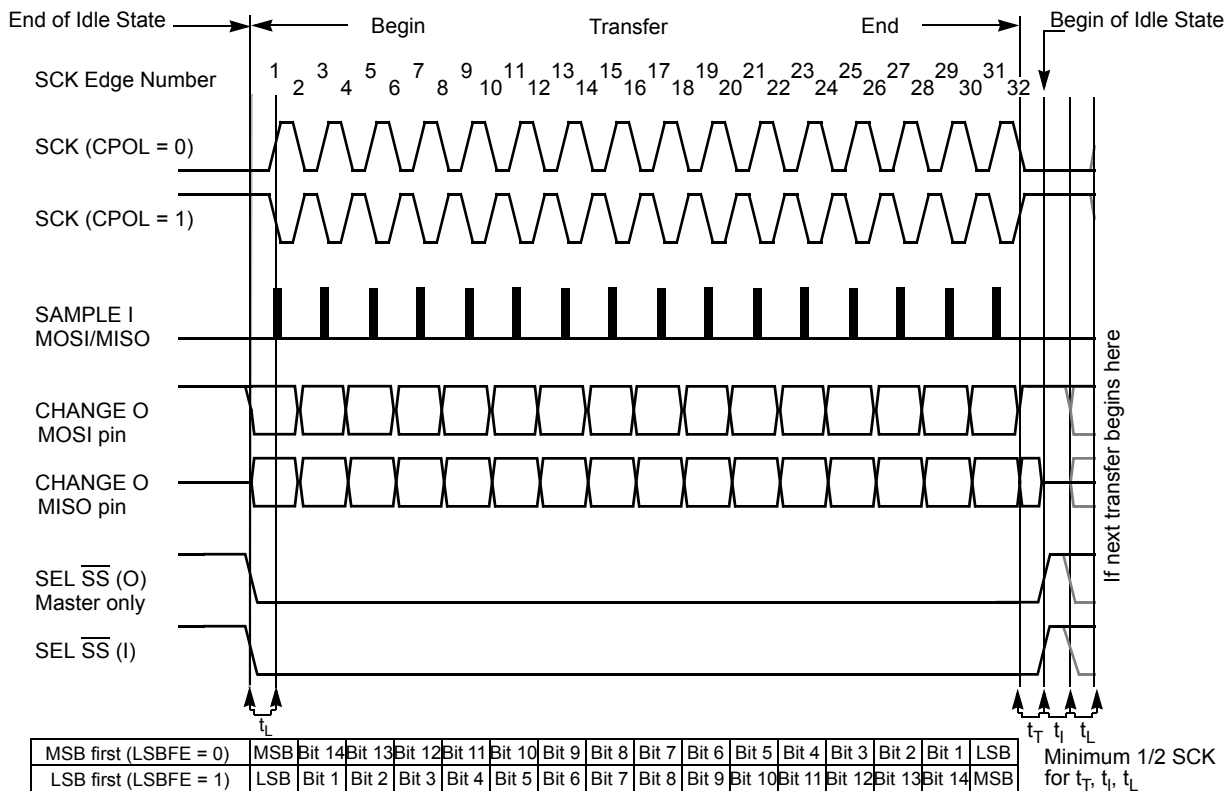 End of Idle State Begin Transfer End Begin of Idle State
SCK Edge Number 1 3 5 7 9 11 13 15 17 19 21 23 25 27 29 31
2 4 6 8 10 12 14 16 18 20 22 24 26 28 30 32
SCK (CPOL = 0)
SCK (CPOL = 1)
SAMPLE I
MOSI/MISO
CHANGE O
MOSI pin
CHANGE O
MISO pin
SEL SS (O)
Master only
SEL SS (I)
If next transfer begins here
tL tT tI tL
MSB first (LSBFE = 0) MSB Bit 14 Bit 13 Bit 12 Bit 11 Bit 10 Bit 9 Bit 8 Bit 7 Bit 6 Bit 5 Bit 4 Bit 3 Bit 2 Bit 1 LSB
LSB first (LSBFE = 1) LSB Bit 1 Bit 2 Bit 3 Bit 4 Bit 5 Bit 6 Bit 7 Bit 8 Bit 9 Bit 10 Bit 11 Bit 12 Bit 13 Bit 14 MSB
Minimum 1/2 SCK
for tT, tI, tL